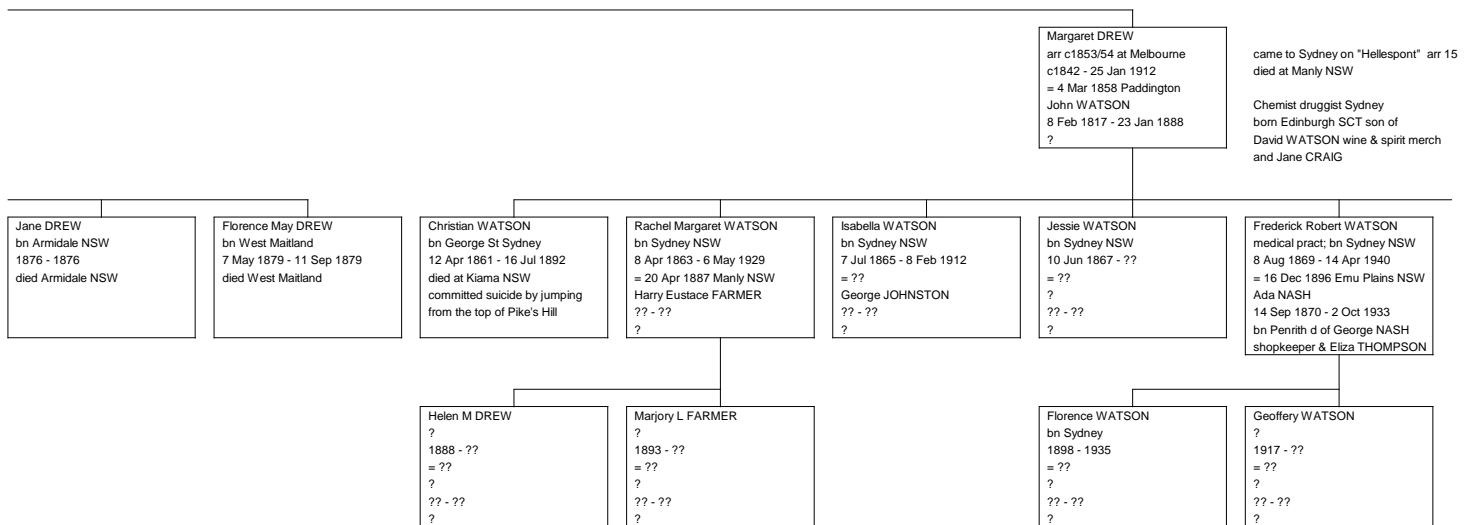 Margaret DREW
arr c1853/54 at Melbourne
c1842 - 25 Jan 1912
= 4 Mar 1858 Paddington
John WATSON
8 Feb 1817 - 23 Jan 1888
?
came to Sydney on "Hellespont" arr 15
died at Manly NSW
Chemist druggist Sydney
born Edinburgh SCT son of
David WATSON wine & spirit merch
and Jane CRAIG
Jane DREW
bn Armidale NSW
1876 - 1876
died Armidale NSW
Florence May DREW
bn West Maitland
7 May 1879 - 11 Sep 1879
died West Maitland
Christian WATSON
bn George St Sydney
12 Apr 1861 - 16 Jul 1892
died at Kiama NSW
committed suicide by jumping
from the top of Pike's Hill
Rachel Margaret WATSON
bn Sydney NSW
8 Apr 1863 - 6 May 1929
= 20 Apr 1887 Manly NSW
Harry Eustace FARMER
?? - ??
?
Isabella WATSON
bn Sydney NSW
7 Jul 1865 - 8 Feb 1912
= ??
George JOHNSTON
?? - ??
?
Jessie WATSON
bn Sydney NSW
10 Jun 1867 - ??
= ??
?
?? - ??
?
Frederick Robert WATSON
medical pract; bn Sydney NSW
8 Aug 1869 - 14 Apr 1940
= 16 Dec 1896 Emu Plains NSW
Ada NASH
14 Sep 1870 - 2 Oct 1933
bn Penrith d of George NASH
shopkeeper & Eliza THOMPSON
Helen M DREW
?
1888 - ??
= ??
?
?? - ??
?
Marjory L FARMER
?
1893 - ??
= ??
?
?? - ??
?
Florence WATSON
bn Sydney
1898 - 1935
= ??
?
?? - ??
?
Geoffery WATSON
?
1917 - ??
= ??
?
?? - ??
?